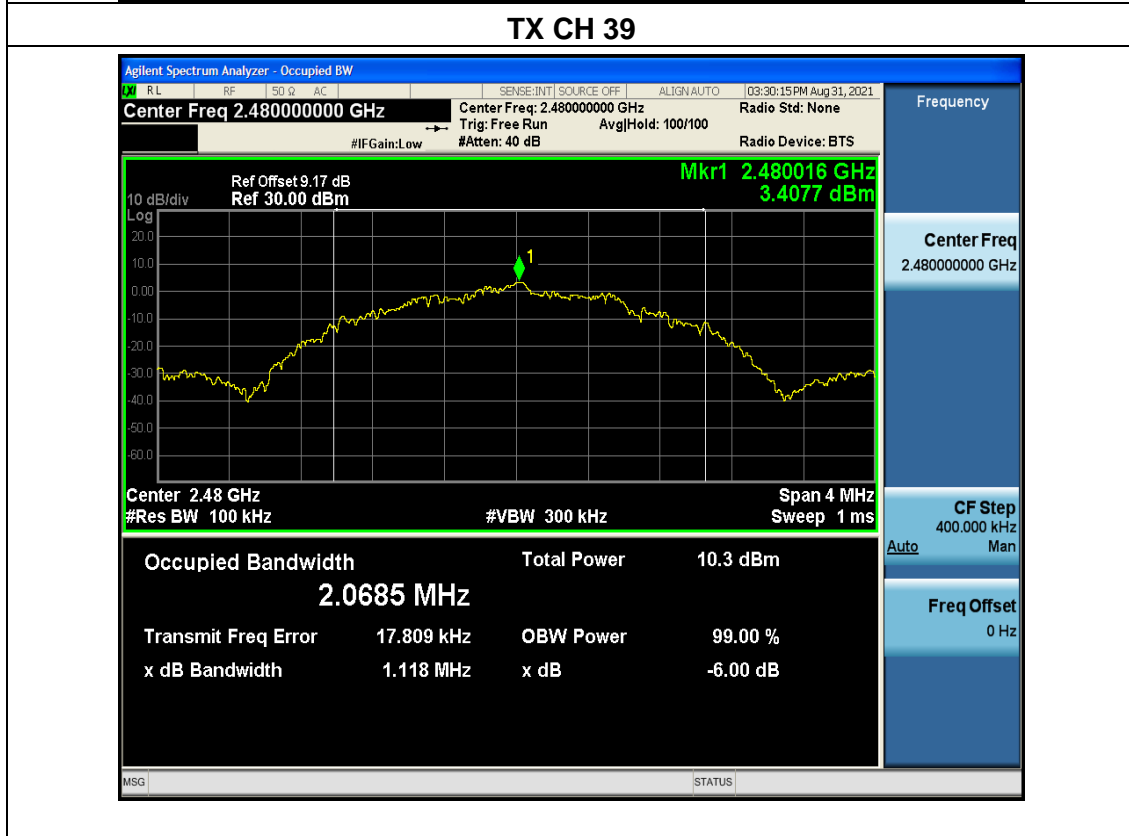 TX CH 39
Agilent Spectrum Analyzer - Occupied BW
LXI RL RF 50 Ω AC SENSE:INT SOURCE OFF ALIGN AUTO 03:30:15 PM Aug 31, 2021
Center Freq 2.480000000 GHz
Center Freq: 2.480000000 GHz Radio Std: None
Trig: Free Run Avg|Hold: 100/100
#IFGain:Low #Atten: 40 dB Radio Device: BTS
Mkr1 2.480016 GHz
3.4077 dBm
Ref Offset 9.17 dB
10 dB/div Ref 30.00 dBm
Log
20.0
10.0
0.00
-10.0
-20.0
-30.0
-40.0
-50.0
-60.0
1
Center 2.48 GHz Span 4 MHz
#Res BW 100 kHz #VBW 300 kHz Sweep 1 ms
Occupied Bandwidth Total Power 10.3 dBm
2.0685 MHz
Transmit Freq Error 17.809 kHz OBW Power 99.00 %
x dB Bandwidth 1.118 MHz x dB -6.00 dB
Frequency
Center Freq
2.480000000 GHz
CF Step
400.000 kHz
Auto Man
Freq Offset
0 Hz
MSG STATUS